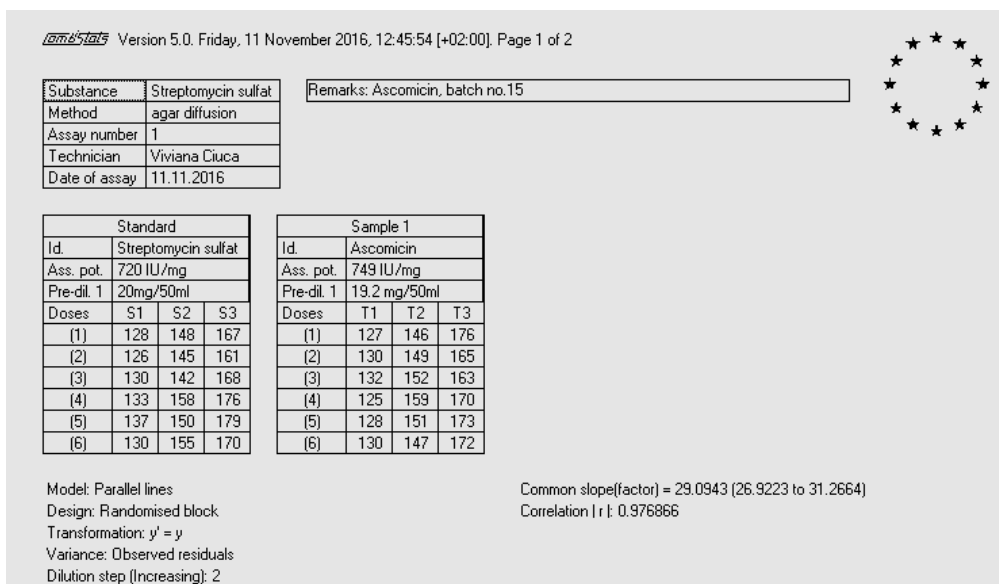 CombiStats Version 5.0. Friday, 11 November 2016, 12:45:54 [+02:00]. Page 1 of 2
Substance Streptomycin sulfat
Remarks: Ascomicin, batch no.15
Method agar diffusion
Assay number 1
Technician Viviana Ciuca
Date of assay 11.11.2016
Standard Sample 1
Id. Streptomycin sulfat Id. Ascomicin
Ass. pot. 720 IU/mg Ass. pot. 749 IU/mg
Pre-dil. 1 20mg/50ml Pre-dil. 1 19.2 mg/50ml
Doses S1 S2 S3 Doses T1 T2 T3
(1) 128 148 167 (1) 127 146 176
(2) 126 145 161 (2) 130 149 165
(3) 130 142 168 (3) 132 152 163
(4) 133 158 176 (4) 125 159 170
(5) 137 150 179 (5) 128 151 173
(6) 130 155 170 (6) 130 147 172
Model: Parallel lines
Design: Randomised block
Transformation: y' = y
Variance: Observed residuals
Dilution step (Increasing): 2
Common slope(factor) = 29.0943 (26.9223 to 31.2664)
Correlation | r |: 0.976866